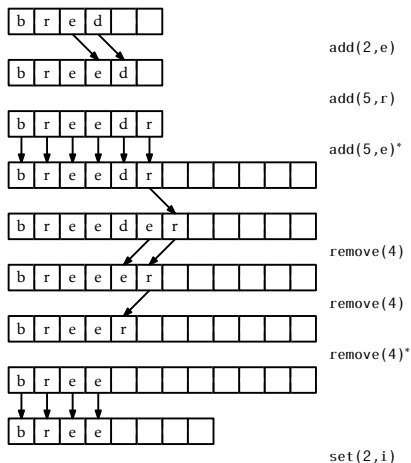 b r e d
add(2,e)
b r e e d
add(5,r)
b r e e d r
add(5,e)*
b r e e d r
b r e e d e r
remove(4)
b r e e e r
remove(4)
b r e e r
remove(4)*
b r e e
b r e e
set(2,i)